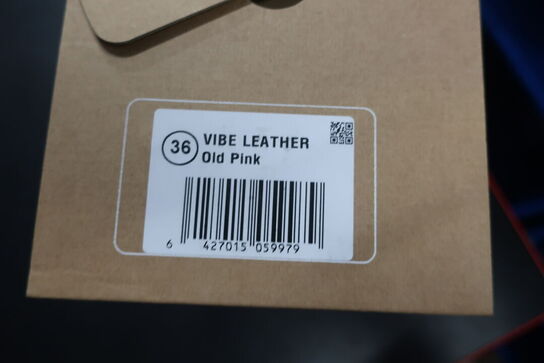 36
VIBE LEATHER
Old Pink
6 427015 059979